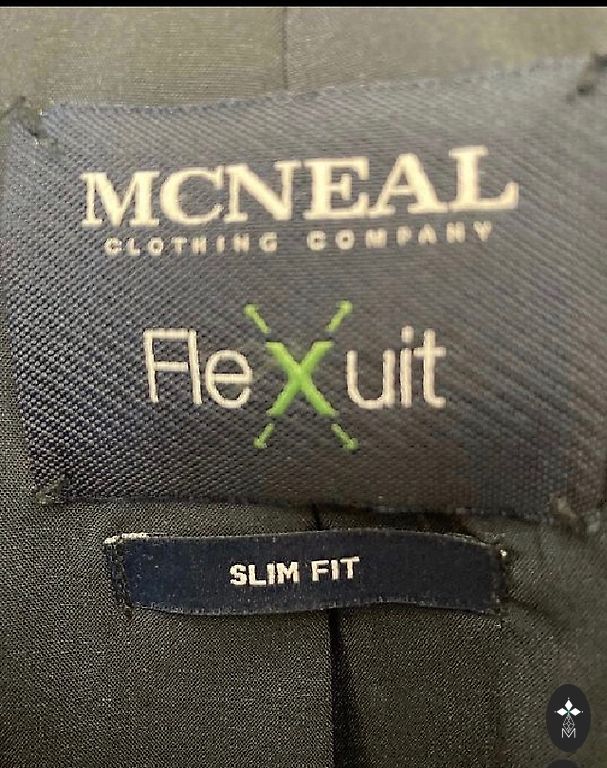 MCNEAL
CLOTHING COMPANY
FleXuit
SLIM FIT
M